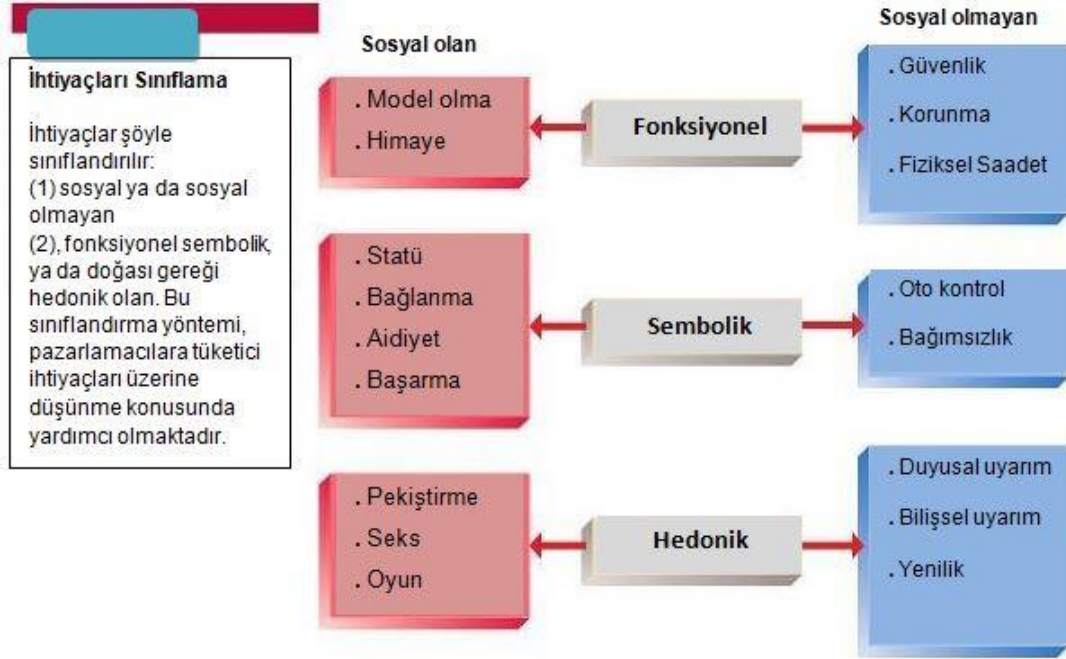 İhtiyaçları Sınıflama
İhtiyaçlar şöyle
sınıflandırılır:
(1) sosyal ya da sosyal
olmayan
(2), fonksiyonel sembolik,
ya da doğası gereği
hedonik olan. Bu
sınıflandırma yöntemi,
pazarlamacılara tüketici
ihtiyaçları üzerine
düşünme konusunda
yardımcı olmaktadır.
Sosyal olan
Sosyal olmayan
. Model olma
. Himaye
Fonksiyonel
. Güvenlik
. Korunma
. Fiziksel Saadet
. Statü
. Bağlanma
. Aidiyet
. Başarma
Sembolik
. Oto kontrol
. Bağımsızlık
. Pekiştirme
. Seks
. Oyun
Hedonik
. Duyusal uyarım
. Bilişsel uyarım
. Yenilik